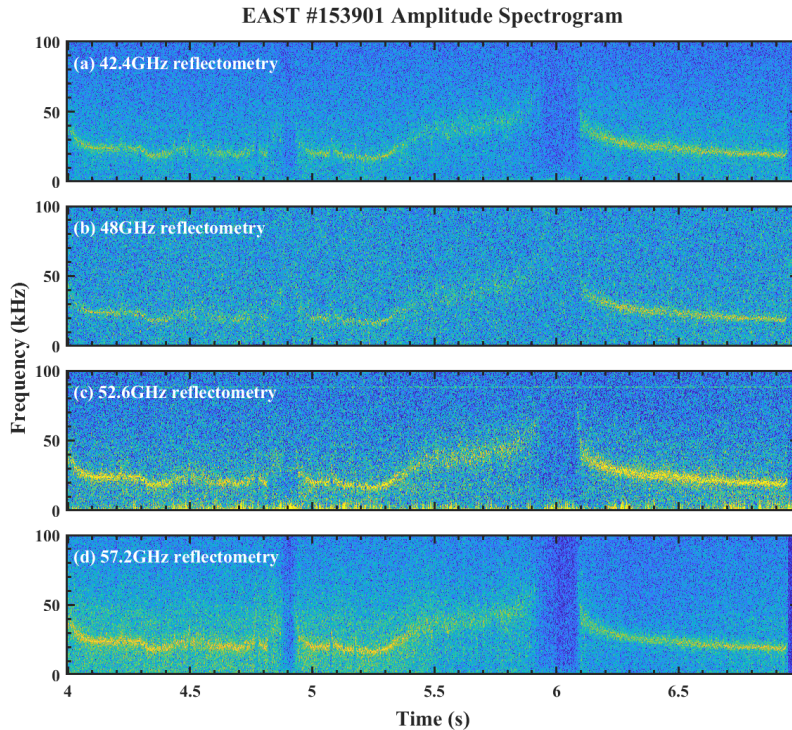 EAST #153901 Amplitude Spectrogram
100
(a) 42.4GHz reflectometry
50
0
100
(b) 48GHz reflectometry
50
0
100
(c) 52.6GHz reflectometry
50
0
100
(d) 57.2GHz reflectometry
50
0
Frequency (kHz)
4 4.5 5 5.5 6 6.5
Time (s)